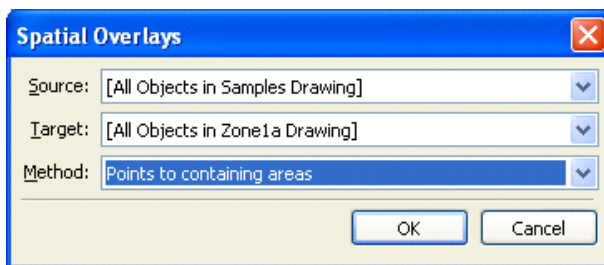 Spatial Overlays
Source: [All Objects in Samples Drawing]
Target: [All Objects in Zone1a Drawing]
Method: Points to containing areas
OK Cancel